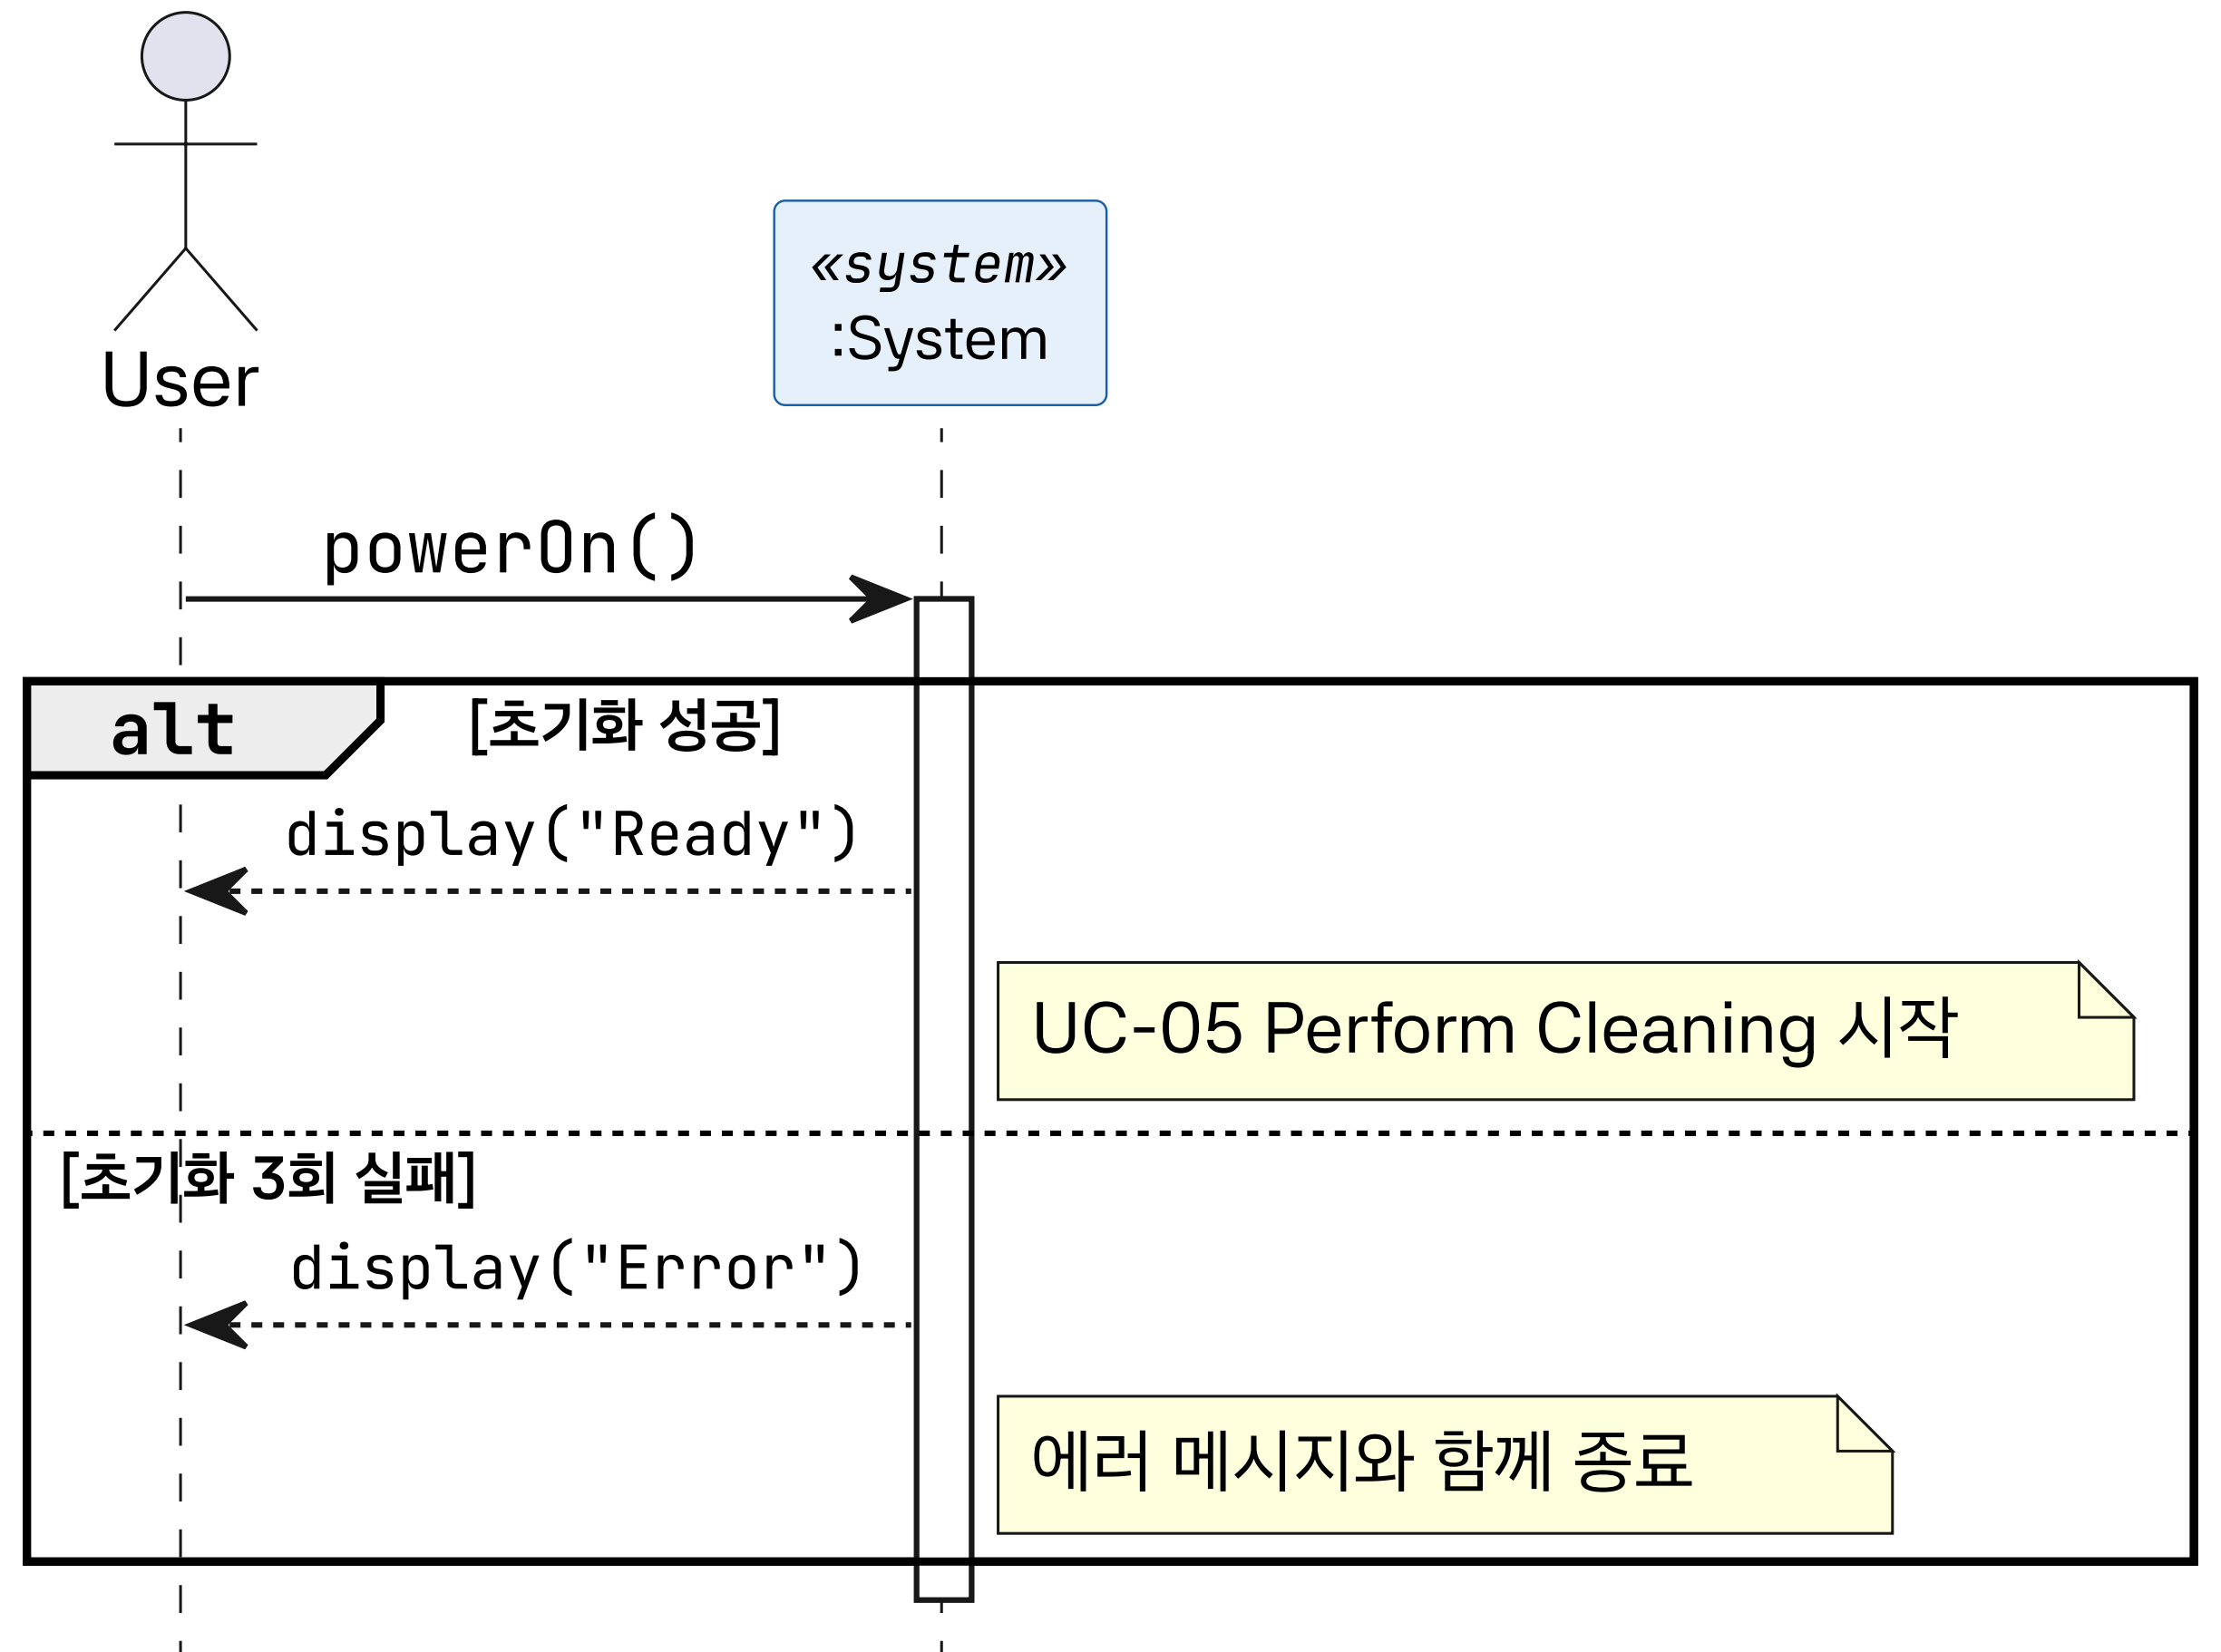 User
«system»
:System
powerOn()
alt [초기화 성공]
display("Ready")
UC-05 Perform Cleaning 시작
[초기화 3회 실패]
display("Error")
에러 메시지와 함께 종료